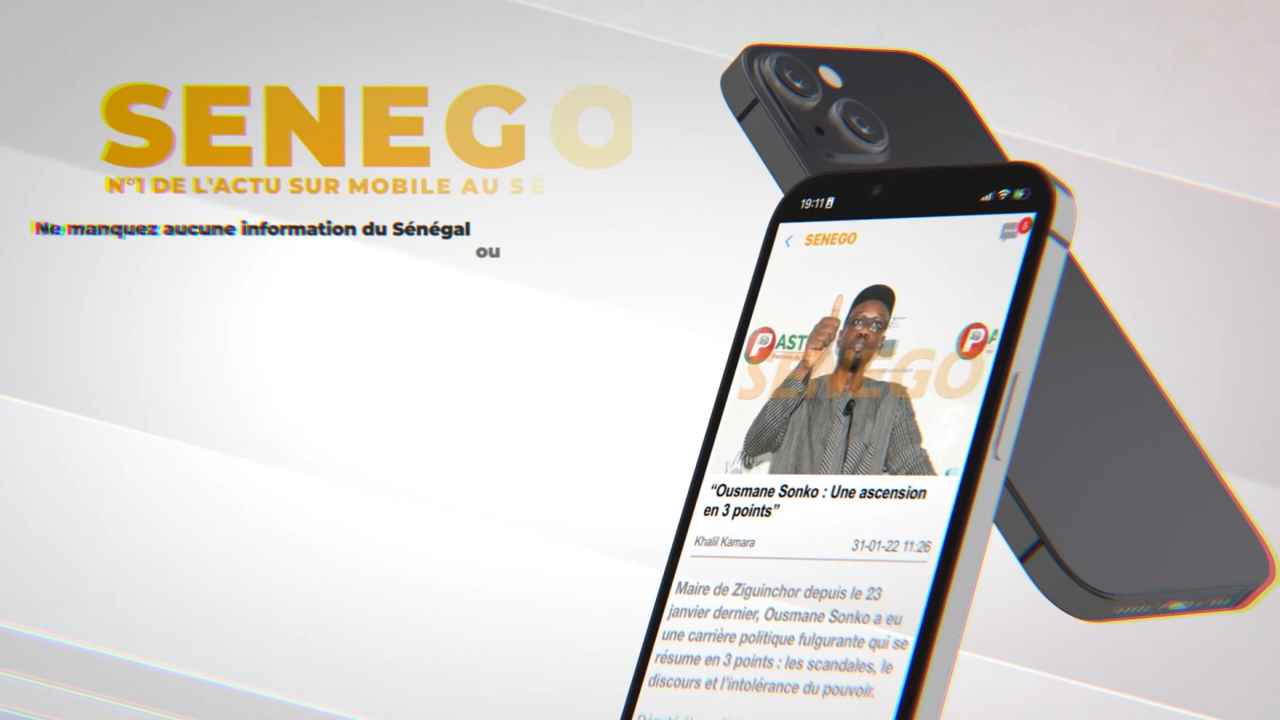 SENEGO
N°1 DE L'ACTU SUR MOBILE AU SÉ
Ne manquez aucune information du Sénégal
ou
19:11
SENEGO
PAST
SENEGO
"Ousmane Sonko : Une ascension
en 3 points"
Khalil Kamara 31-01-22 11:26
Maire de Ziguinchor depuis le 23
janvier dernier, Ousmane Sonko a eu
une carrière politique fulgurante qui se
résume en 3 points : les scandales, le
discours et l'intolérance du pouvoir.